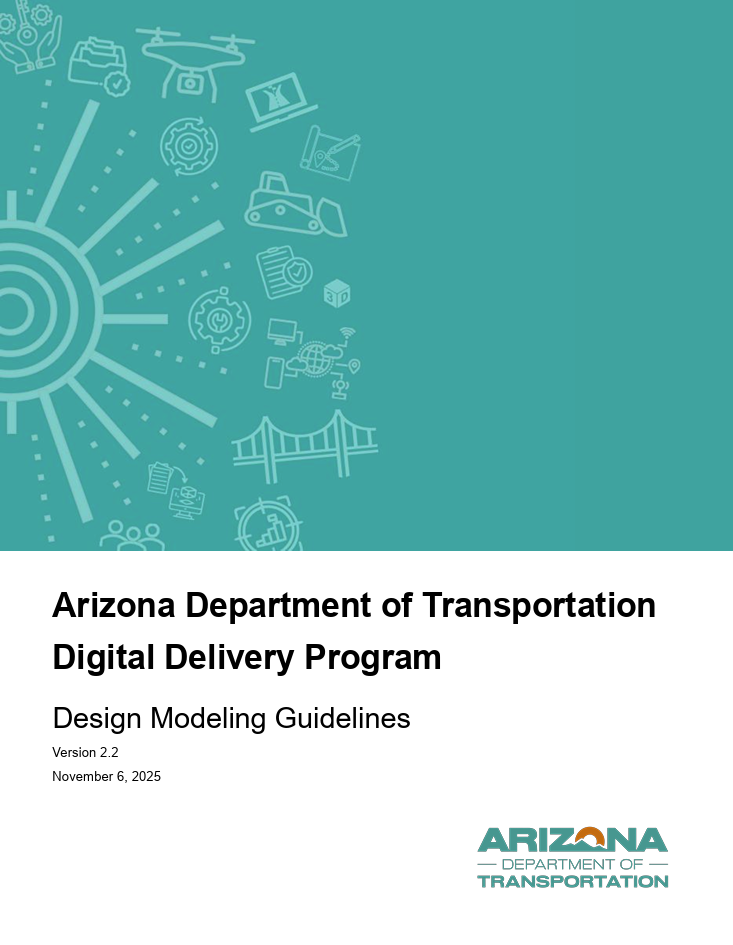 3D
Arizona Department of Transportation
Digital Delivery Program
Design Modeling Guidelines
Version 2.2
November 6, 2025
ARIZONA
DEPARTMENT OF
TRANSPORTATION